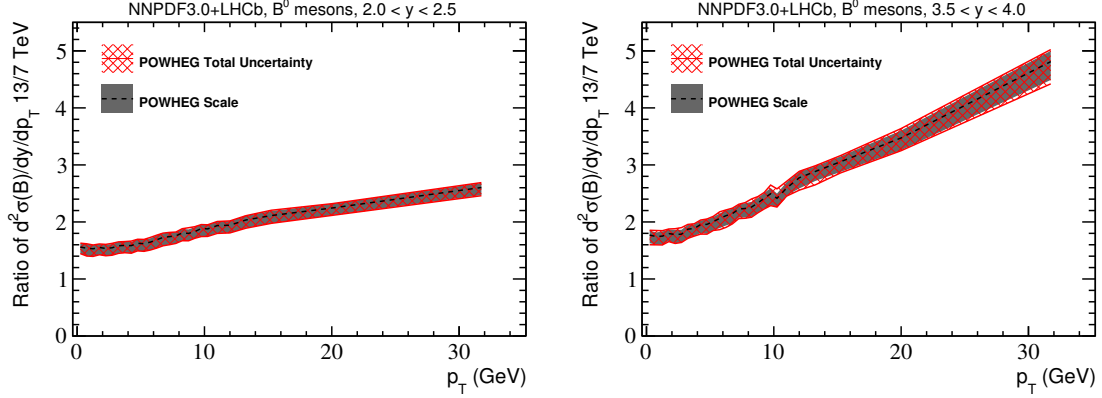 NNPDF3.0+LHCb, B⁰ mesons, 2.0 < y < 2.5
Ratio of d²σ(B)/dy/dp_T 13/7 TeV
5
4
3
2
1
0
POWHEG Total Uncertainty
POWHEG Scale
0 10 20 30
p_T (GeV)
NNPDF3.0+LHCb, B⁰ mesons, 3.5 < y < 4.0
Ratio of d²σ(B)/dy/dp_T 13/7 TeV
5
4
3
2
1
0
POWHEG Total Uncertainty
POWHEG Scale
0 10 20 30
p_T (GeV)